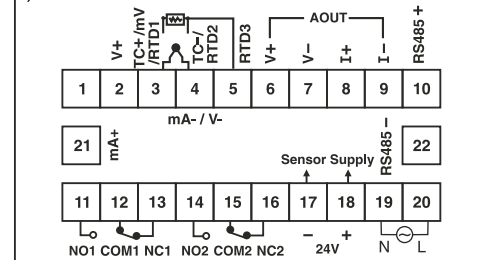 AOUT
V+
TC+/mV
/RTD1
TC-/
RTD2
RTD3
V+
V-
I+
I-
RS485+
1 2 3 4 5 6 7 8 9 10
mA- / V-
21
mA+
RS485-
22
Sensor Supply
11 12 13 14 15 16 17 18 19 20
NO1 COM1 NC1 NO2 COM2 NC2
- +
24V
N L